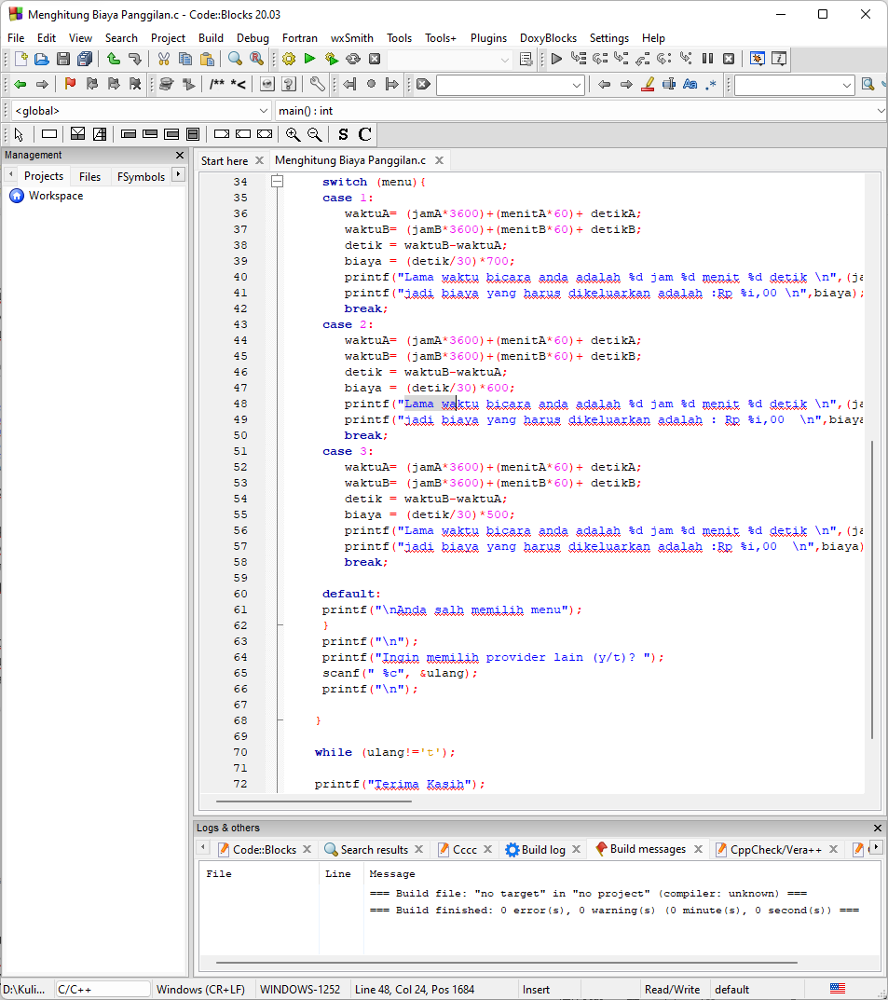 Menghitung Biaya Panggilan.c - Code::Blocks 20.03
File Edit View Search Project Build Debug Fortran wxSmith Tools Tools+ Plugins DoxyBlocks Settings Help
/** *<
Aa .*
<global> main() : int
S C
Management
Projects Files FSymbols
Workspace
Start here Menghitung Biaya Panggilan.c
34 switch (menu){
35 case 1:
36 waktuA= (jamA*3600)+(menitA*60)+ detikA;
37 waktuB= (jamB*3600)+(menitB*60)+ detikB;
38 detik = waktuB-waktuA;
39 biaya = (detik/30)*700;
40 printf("Lama waktu bicara anda adalah %d jam %d menit %d detik \n",(ja
41 printf("jadi biaya yang harus dikeluarkan adalah :Rp %i,00 \n",biaya);
42 break;
43 case 2:
44 waktuA= (jamA*3600)+(menitA*60)+ detikA;
45 waktuB= (jamB*3600)+(menitB*60)+ detikB;
46 detik = waktuB-waktuA;
47 biaya = (detik/30)*600;
48 printf("Lama waktu bicara anda adalah %d jam %d menit %d detik \n",(ja
49 printf("jadi biaya yang harus dikeluarkan adalah : Rp %i,00  \n",biaya
50 break;
51 case 3:
52 waktuA= (jamA*3600)+(menitA*60)+ detikA;
53 waktuB= (jamB*3600)+(menitB*60)+ detikB;
54 detik = waktuB-waktuA;
55 biaya = (detik/30)*500;
56 printf("Lama waktu bicara anda adalah %d jam %d menit %d detik \n",(ja
57 printf("jadi biaya yang harus dikeluarkan adalah :Rp %i,00  \n",biaya)
58 break;
59
60 default:
61 printf("\nAnda salh memilih menu");
62 }
63 printf("\n");
64 printf("Ingin memilih provider lain (y/t)? ");
65 scanf(" %c", &ulang);
66 printf("\n");
67
68 }
69
70 while (ulang!='t');
71
72 printf("Terima Kasih");
Logs & others
Code::Blocks Search results Cccc Build log Build messages CppCheck/Vera++
File Line Message
=== Build file: "no target" in "no project" (compiler: unknown) ===
=== Build finished: 0 error(s), 0 warning(s) (0 minute(s), 0 second(s)) ===
D:\Kuli... C/C++ Windows (CR+LF) WINDOWS-1252 Line 48, Col 24, Pos 1684 Insert Read/Write default